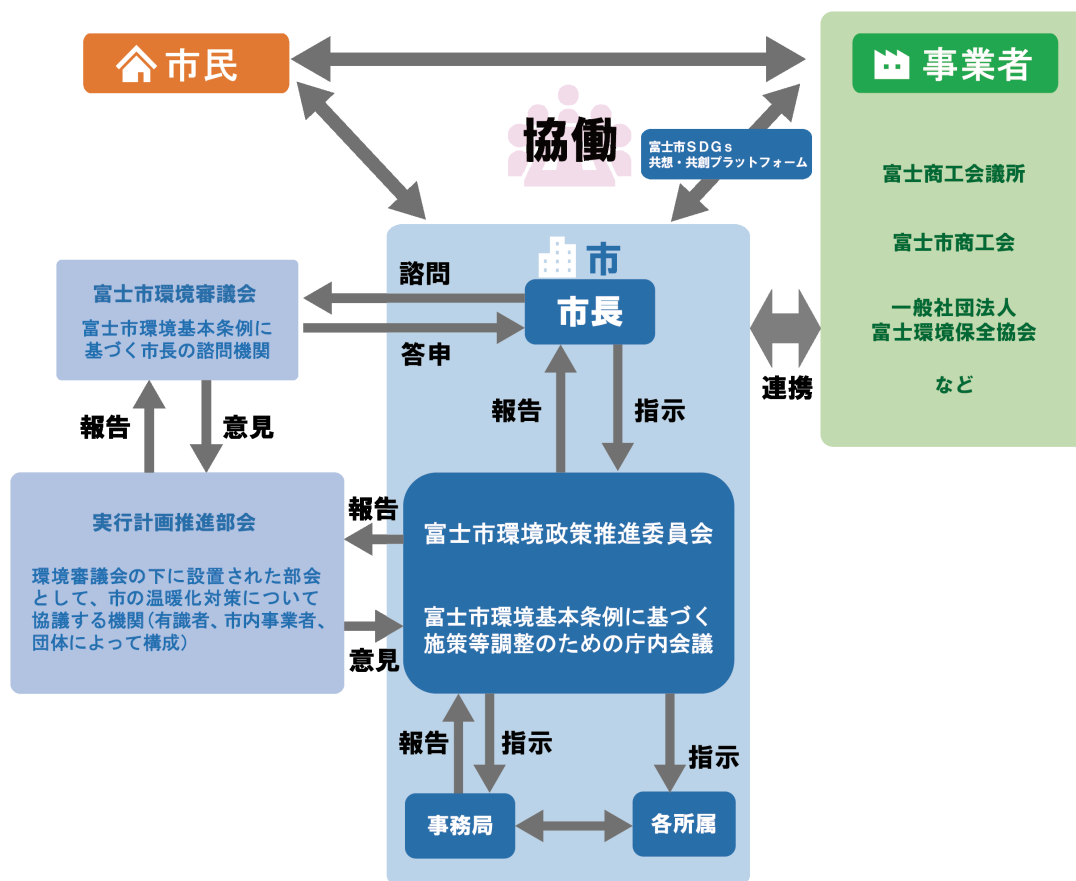 市民
事業者
協働
富士市SDGs
共想・共創プラットフォーム
富士商工会議所
富士市商工会
一般社団法人
富士環境保全協会
など
連携
市
市長
諮問
答申
富士市環境審議会
富士市環境基本条例に
基づく市長の諮問機関
報告
意見
報告
指示
実行計画推進部会
環境審議会の下に設置された部会
として、市の温暖化対策について
協議する機関(有識者、市内事業者、
団体によって構成)
報告
意見
富士市環境政策推進委員会
富士市環境基本条例に基づく
施策等調整のための庁内会議
報告
指示
指示
事務局
各所属